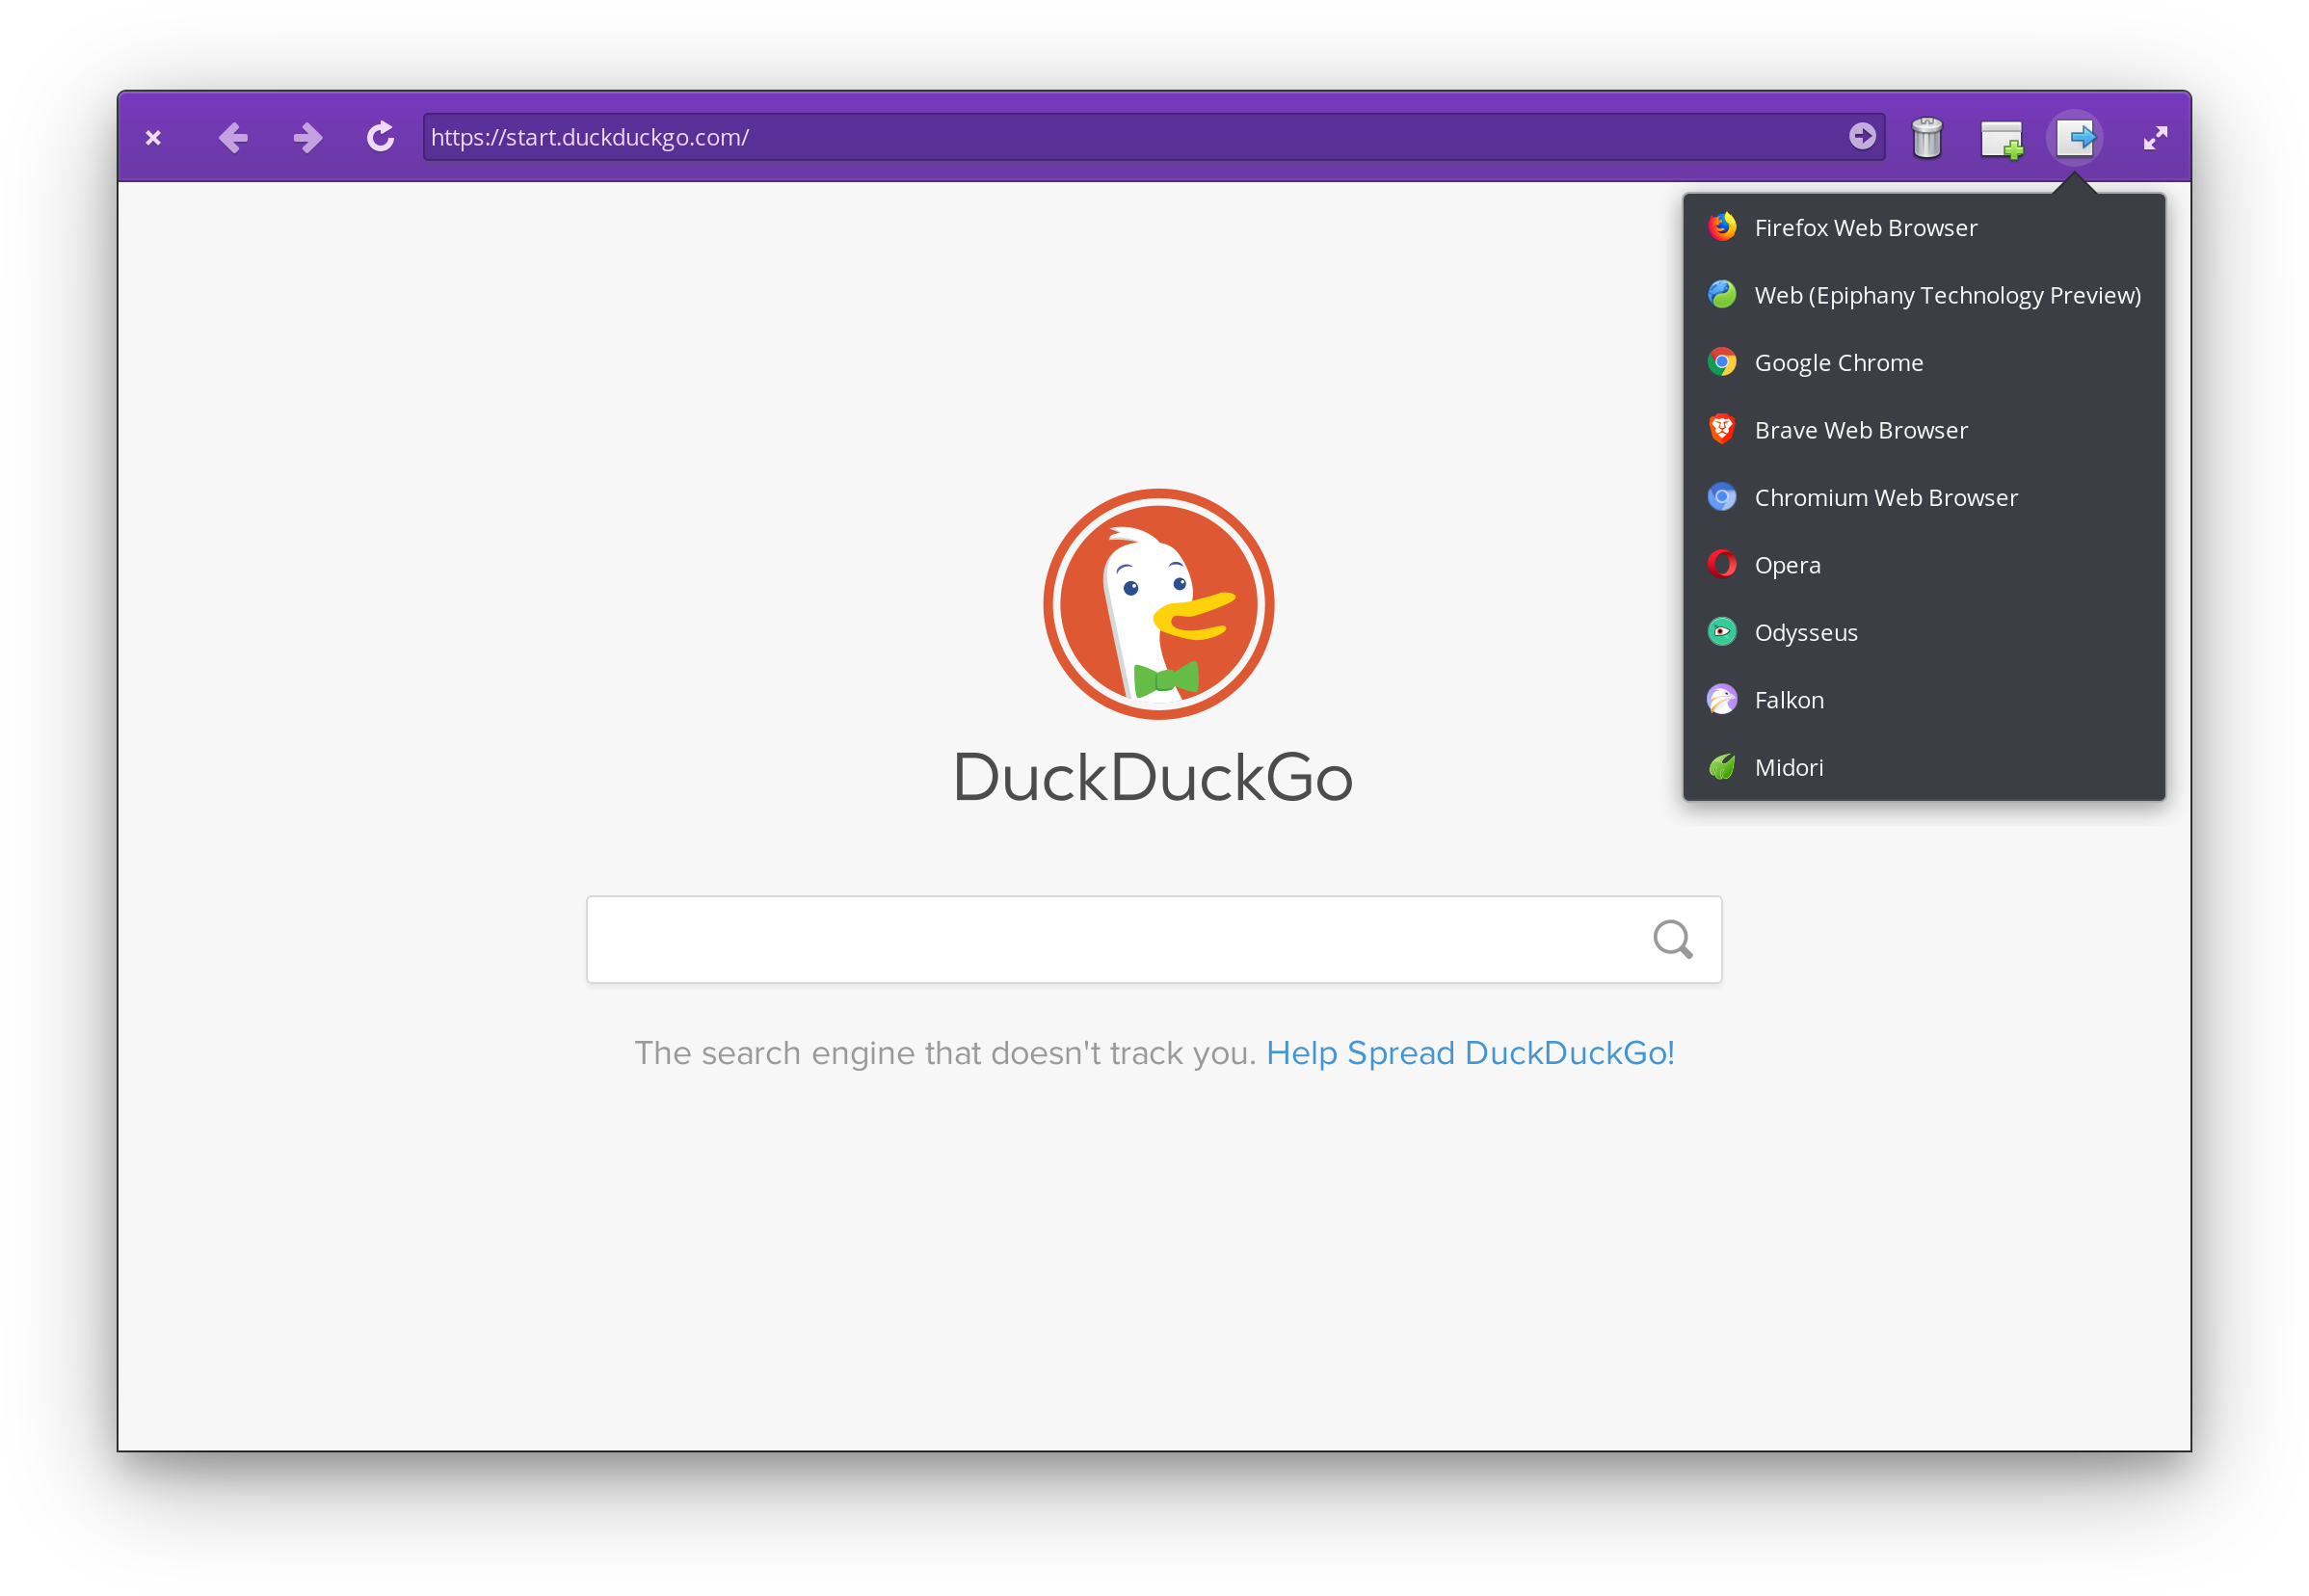 https://start.duckduckgo.com/
Firefox Web Browser
Web (Epiphany Technology Preview)
Google Chrome
Brave Web Browser
Chromium Web Browser
Opera
Odysseus
Falkon
Midori
DuckDuckGo
The search engine that doesn't track you. Help Spread DuckDuckGo!